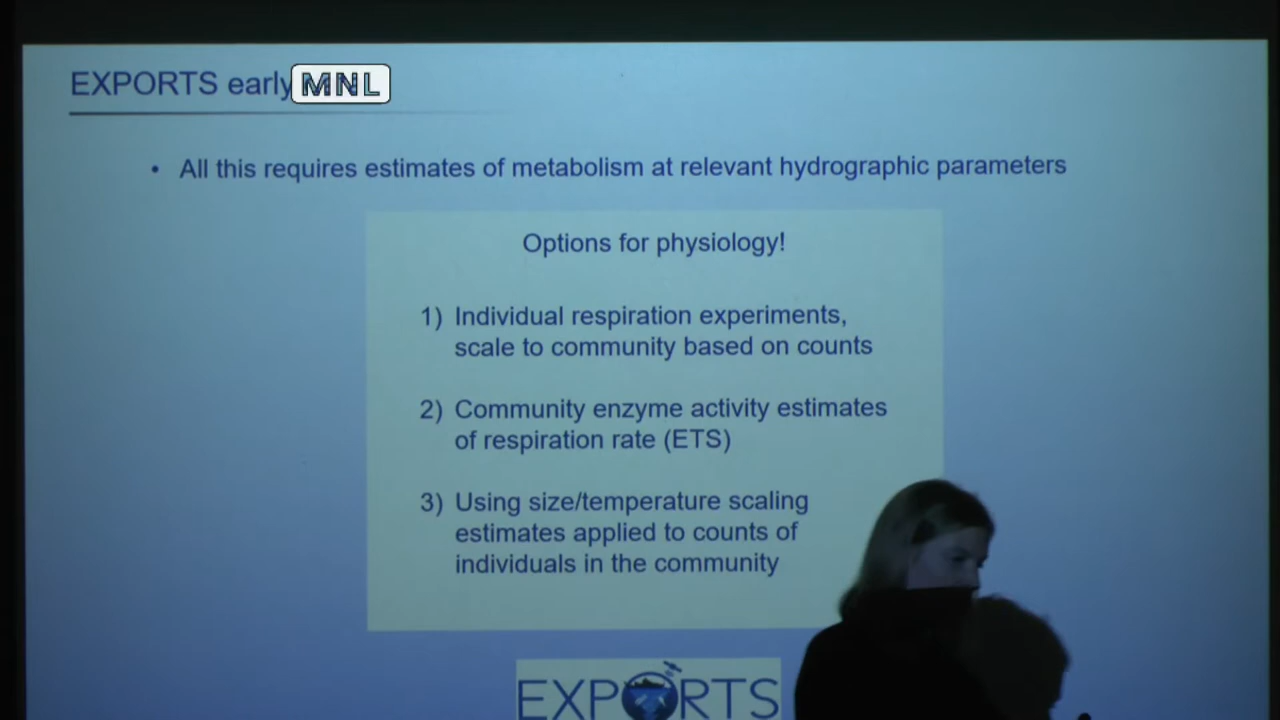 EXPORTS early MNL
• All this requires estimates of metabolism at relevant hydrographic parameters
Options for physiology!
1) Individual respiration experiments,
scale to community based on counts
2) Community enzyme activity estimates
of respiration rate (ETS)
3) Using size/temperature scaling
estimates applied to counts of
individuals in the community
EXPORTS